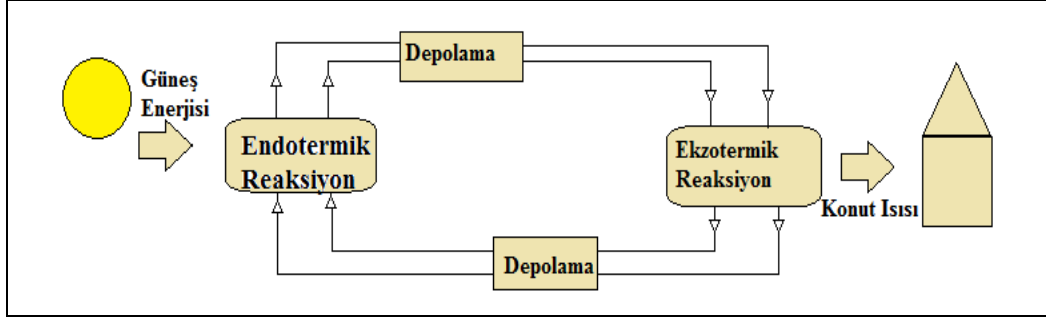 Güneş
Enerjisi
Depolama
Endotermik
Reaksiyon
Ekzotermik
Reaksiyon
Konut Isısı
Depolama